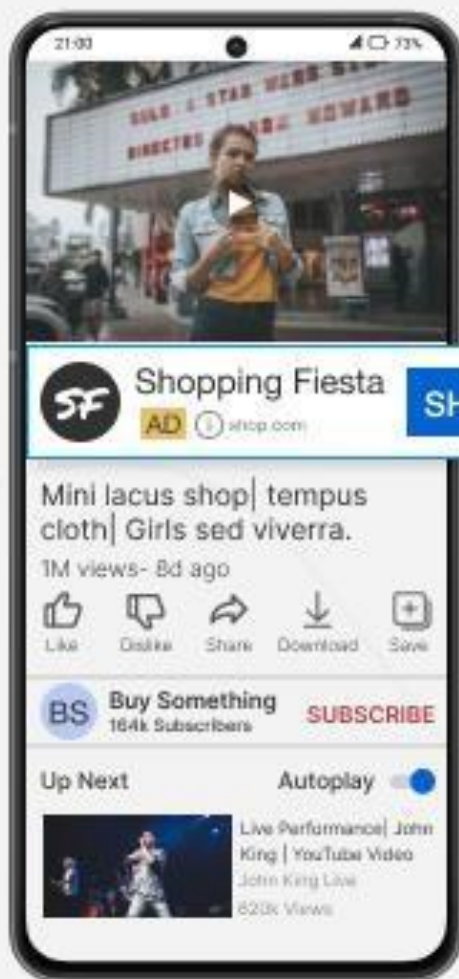 21:00
73%
SOLO A STAR WARS STORY
DIRECTED HOWARD
SF
Shopping Fiesta
AD i shop.com
SH
Mini lacus shop| tempus
cloth| Girls sed viverra.
1M views- 8d ago
Like
Dislike
Share
Download
Save
BS
Buy Something
164k Subscribers
SUBSCRIBE
Up Next
Autoplay
Live Performance| John
King | YouTube Video
John King Live
620k Views